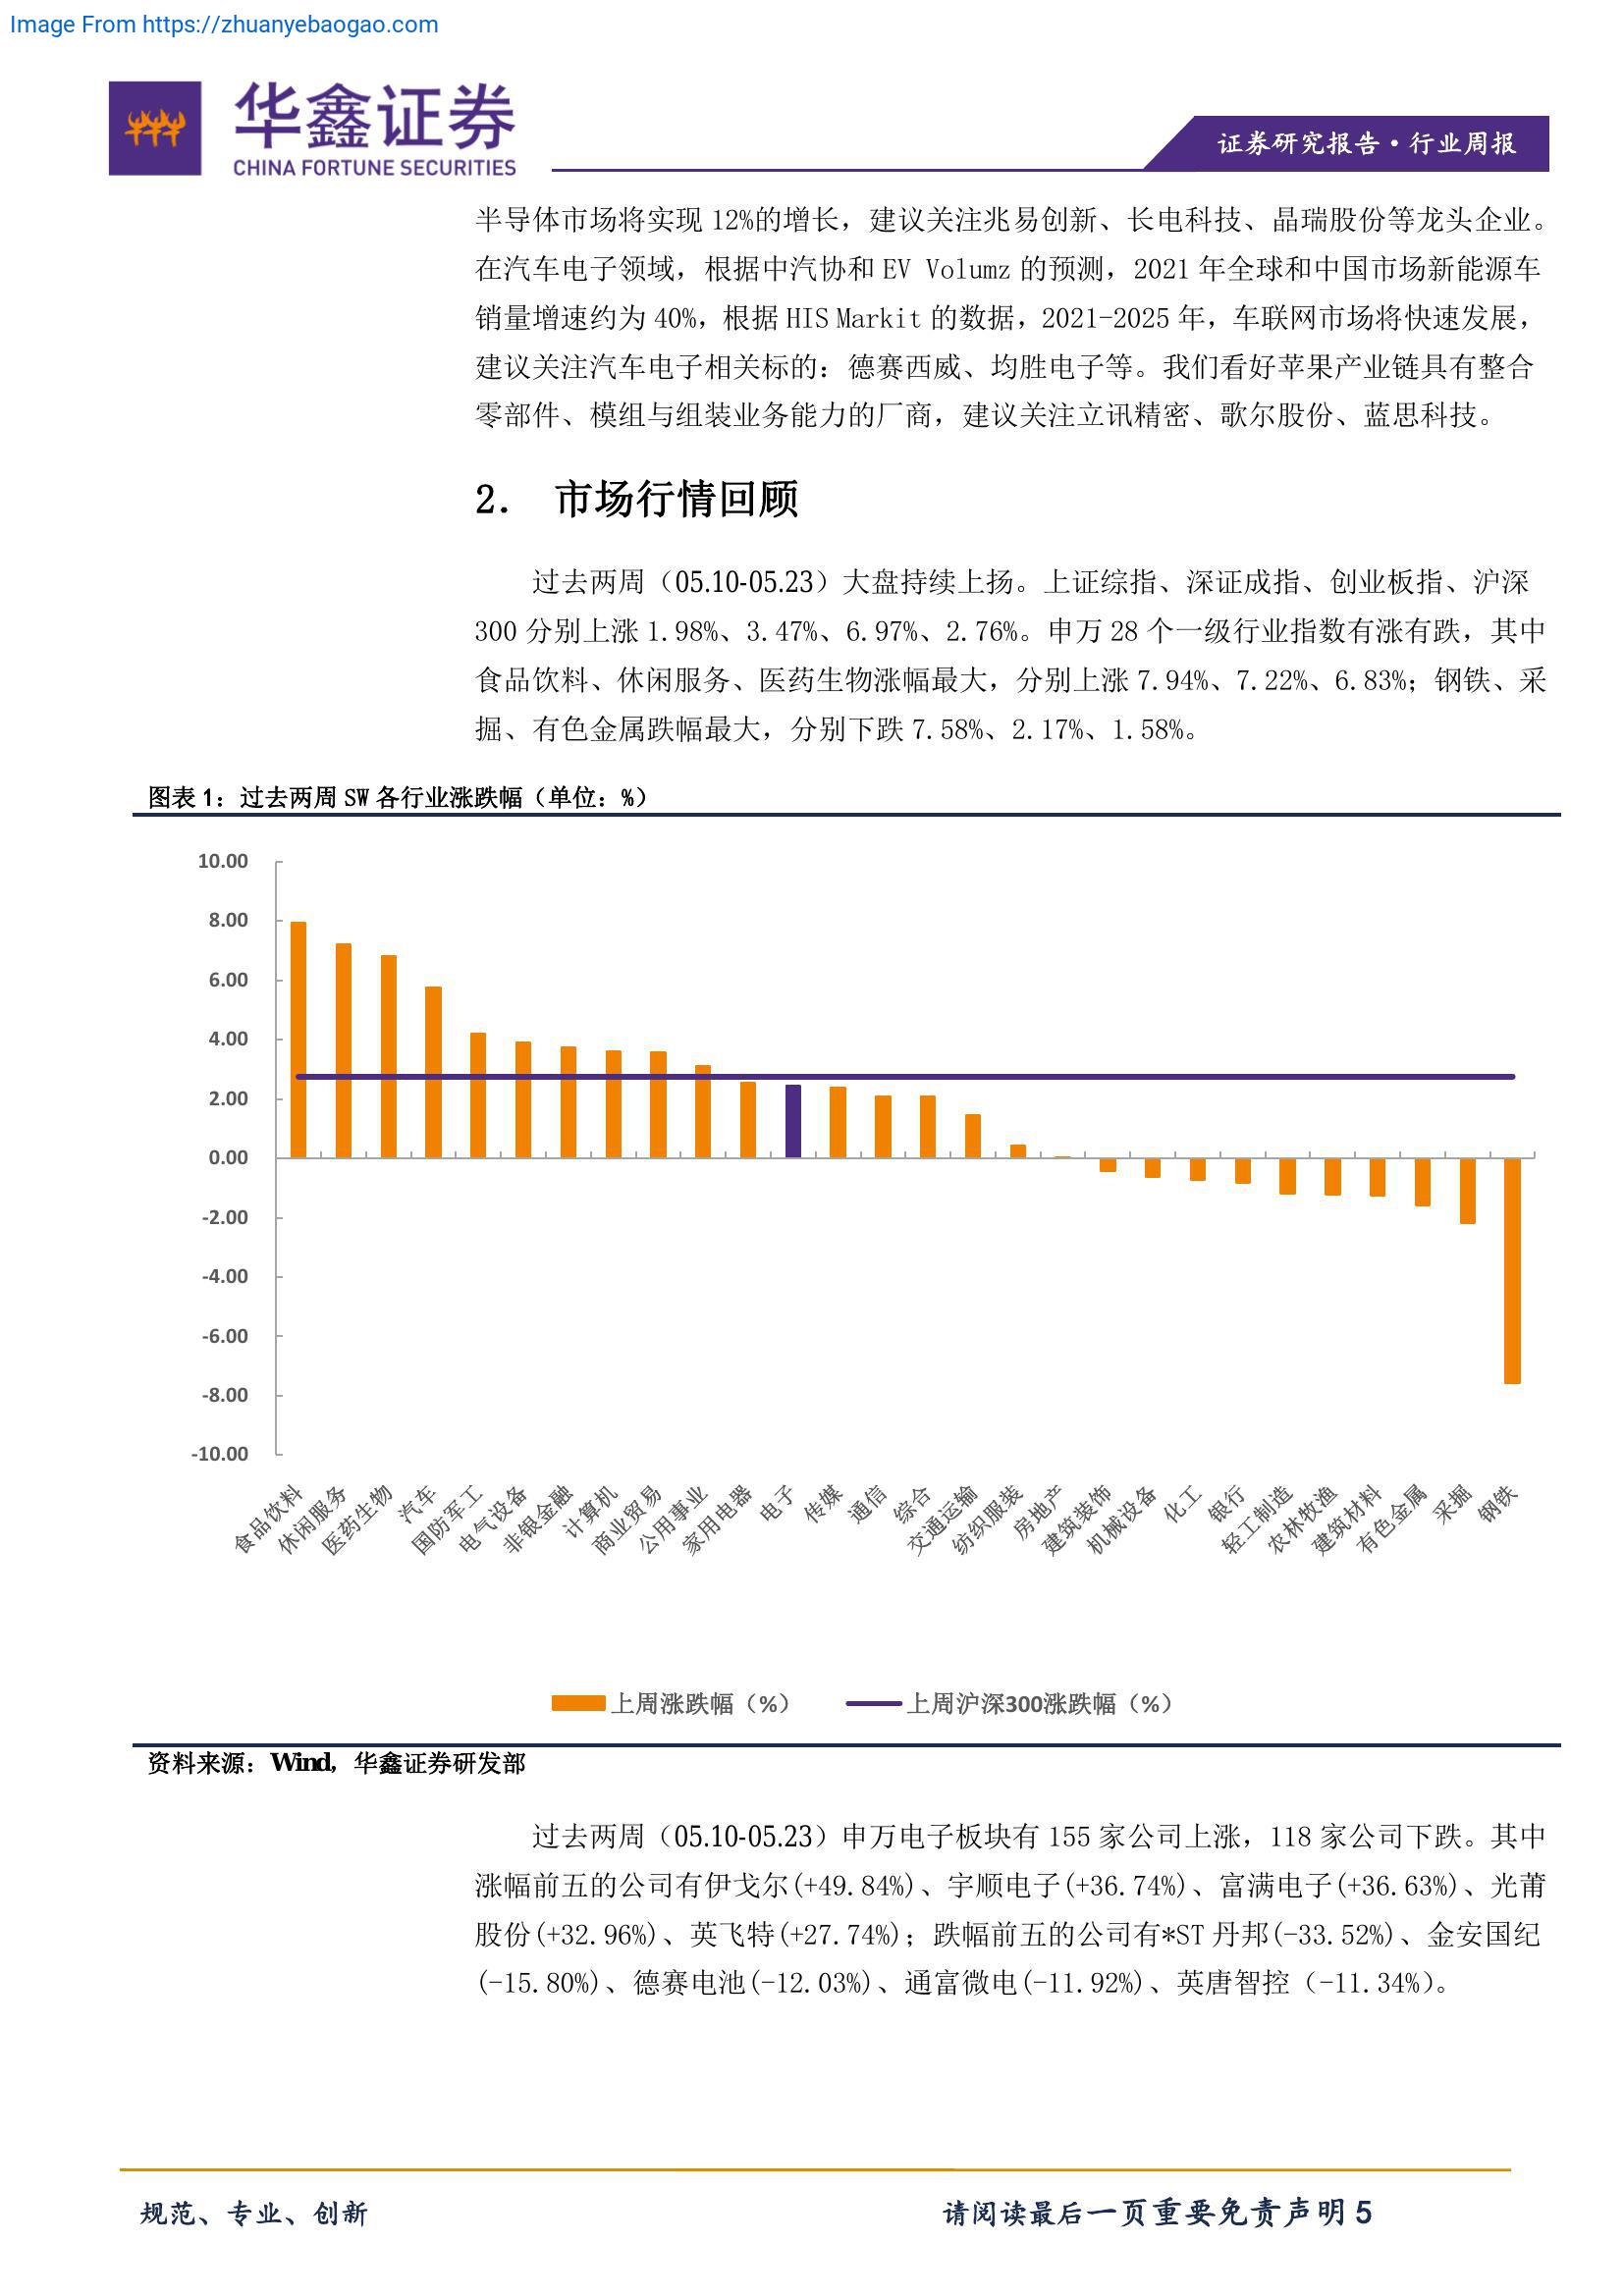 Image From https://zhuanyebaogao.com
华鑫证券
CHINA FORTUNE SECURITIES
证券研究报告·行业周报
半导体市场将实现 12%的增长，建议关注兆易创新、长电科技、晶瑞股份等龙头企业。
在汽车电子领域，根据中汽协和 EV Volumz 的预测，2021 年全球和中国市场新能源车
销量增速约为 40%，根据 HIS Markit 的数据，2021-2025 年，车联网市场将快速发展，
建议关注汽车电子相关标的：德赛西威、均胜电子等。我们看好苹果产业链具有整合
零部件、模组与组装业务能力的厂商，建议关注立讯精密、歌尔股份、蓝思科技。
2. 市场行情回顾
过去两周（05.10-05.23）大盘持续上扬。上证综指、深证成指、创业板指、沪深
300 分别上涨 1.98%、3.47%、6.97%、2.76%。申万 28 个一级行业指数有涨有跌，其中
食品饮料、休闲服务、医药生物涨幅最大，分别上涨 7.94%、7.22%、6.83%；钢铁、采
掘、有色金属跌幅最大，分别下跌 7.58%、2.17%、1.58%。
图表 1：过去两周 SW 各行业涨跌幅（单位：%）
10.00
8.00
6.00
4.00
2.00
0.00
-2.00
-4.00
-6.00
-8.00
-10.00
食品饮料
休闲服务
医药生物
汽车
国防军工
电气设备
非银金融
计算机
商业贸易
公用事业
家用电器
电子
传媒
通信
综合
交通运输
纺织服装
房地产
建筑装饰
机械设备
化工
银行
轻工制造
农林牧渔
建筑材料
有色金属
采掘
钢铁
上周涨跌幅（%）
上周沪深300涨跌幅（%）
资料来源：Wind，华鑫证券研发部
过去两周（05.10-05.23）申万电子板块有 155 家公司上涨，118 家公司下跌。其中
涨幅前五的公司有伊戈尔(+49.84%)、宇顺电子(+36.74%)、富满电子(+36.63%)、光莆
股份(+32.96%)、英飞特(+27.74%)；跌幅前五的公司有*ST 丹邦(-33.52%)、金安国纪
(-15.80%)、德赛电池(-12.03%)、通富微电(-11.92%)、英唐智控（-11.34%）。
规范、专业、创新
请阅读最后一页重要免责声明 5